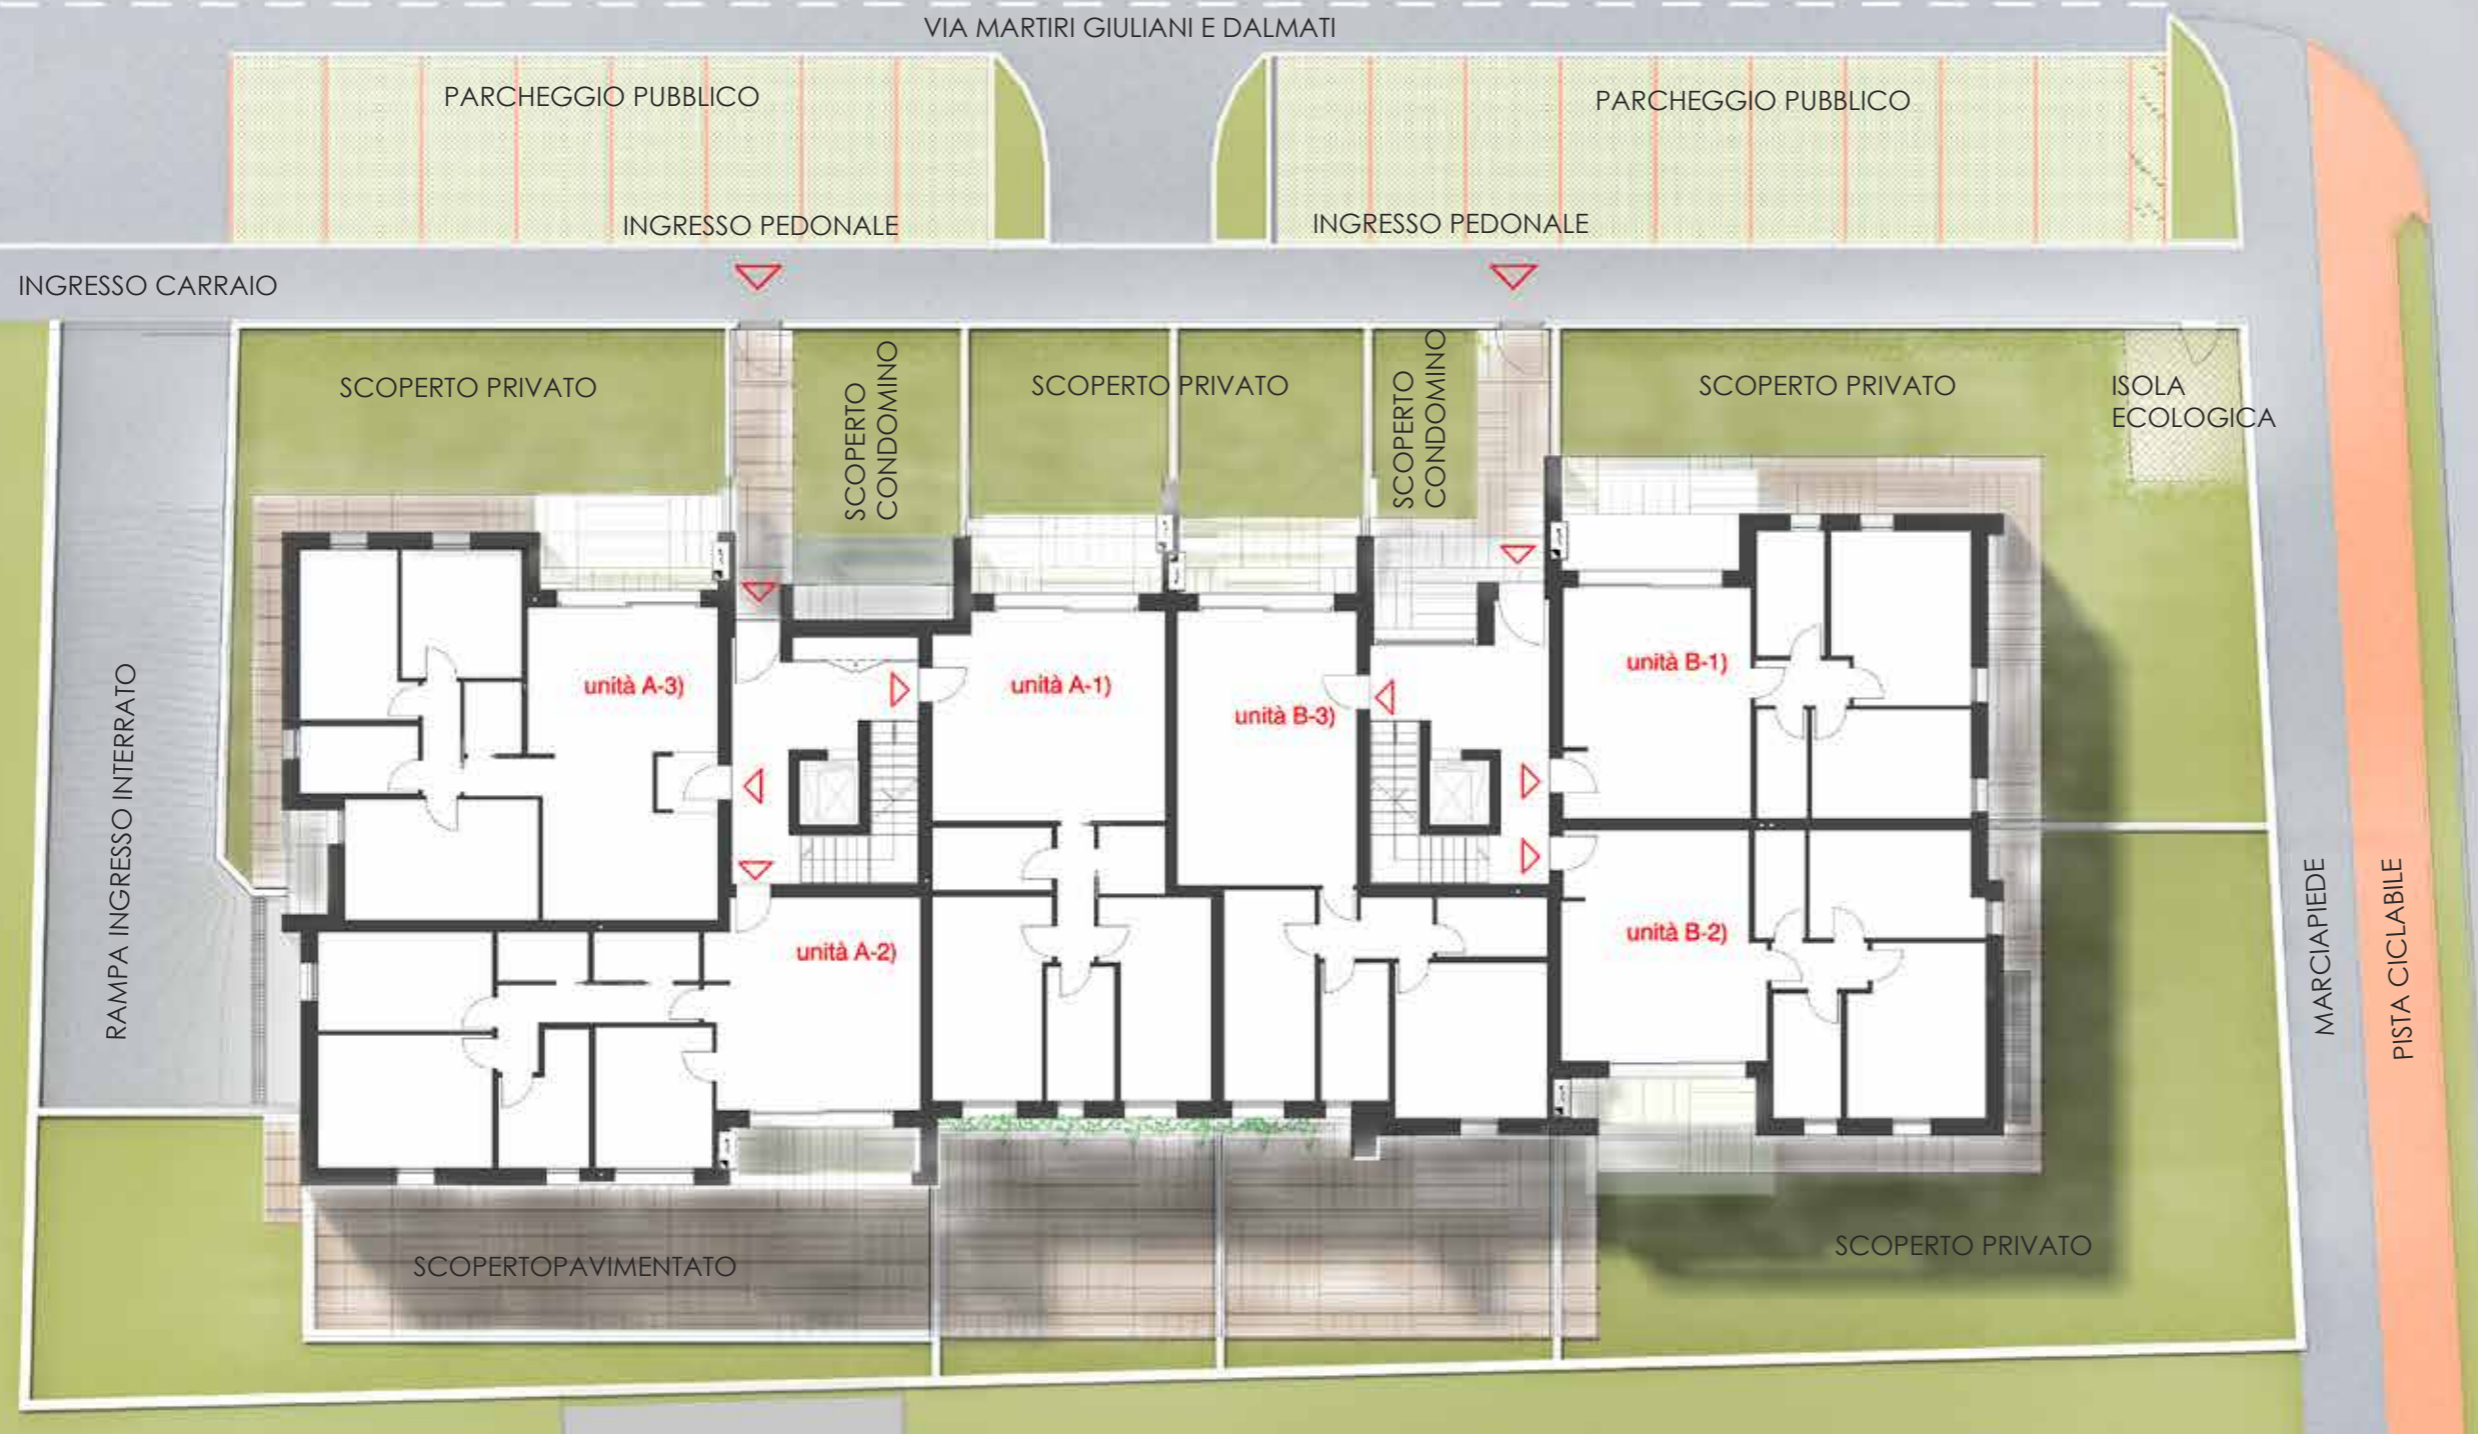 VIA MARTIRI GIULIANI E DALMATI
PARCHEGGIO PUBBLICO
PARCHEGGIO PUBBLICO
INGRESSO PEDONALE
INGRESSO PEDONALE
INGRESSO CARRAIO
SCOPERTO PRIVATO
SCOPERTO
CONDOMINO
SCOPERTO PRIVATO
SCOPERTO
CONDOMINO
SCOPERTO PRIVATO
ISOLA
ECOLOGICA
RAMPA INGRESSO INTERRATO
unità A-3)
unità A-1)
unità B-3)
unità B-1)
unità A-2)
unità B-2)
MARCIAPIEDE
PISTA CICLABILE
SCOPERTOPAVIMENTATO
SCOPERTO PRIVATO